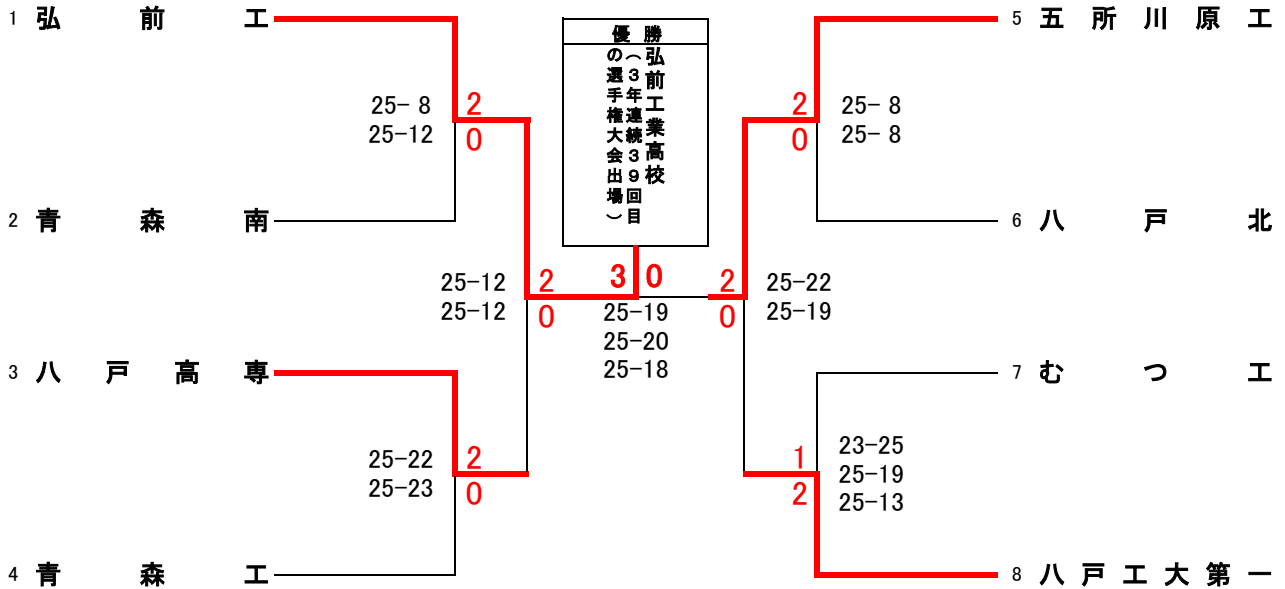 1 弘前工
2 青森南
3 八戸高専
4 青森工
25- 8
25-12
2
0
25-22
25-23
2
0
25-12
25-12
2
0
優勝
弘前工業高校
(3年連続39回目
の選手権大会出場)
3 0
25-19
25-20
25-18
2
0
25-22
25-19
2
0
25- 8
25- 8
1
2
23-25
25-19
25-13
5 五所川原工
6 八戸北
7 むつ工
8 八戸工大第一